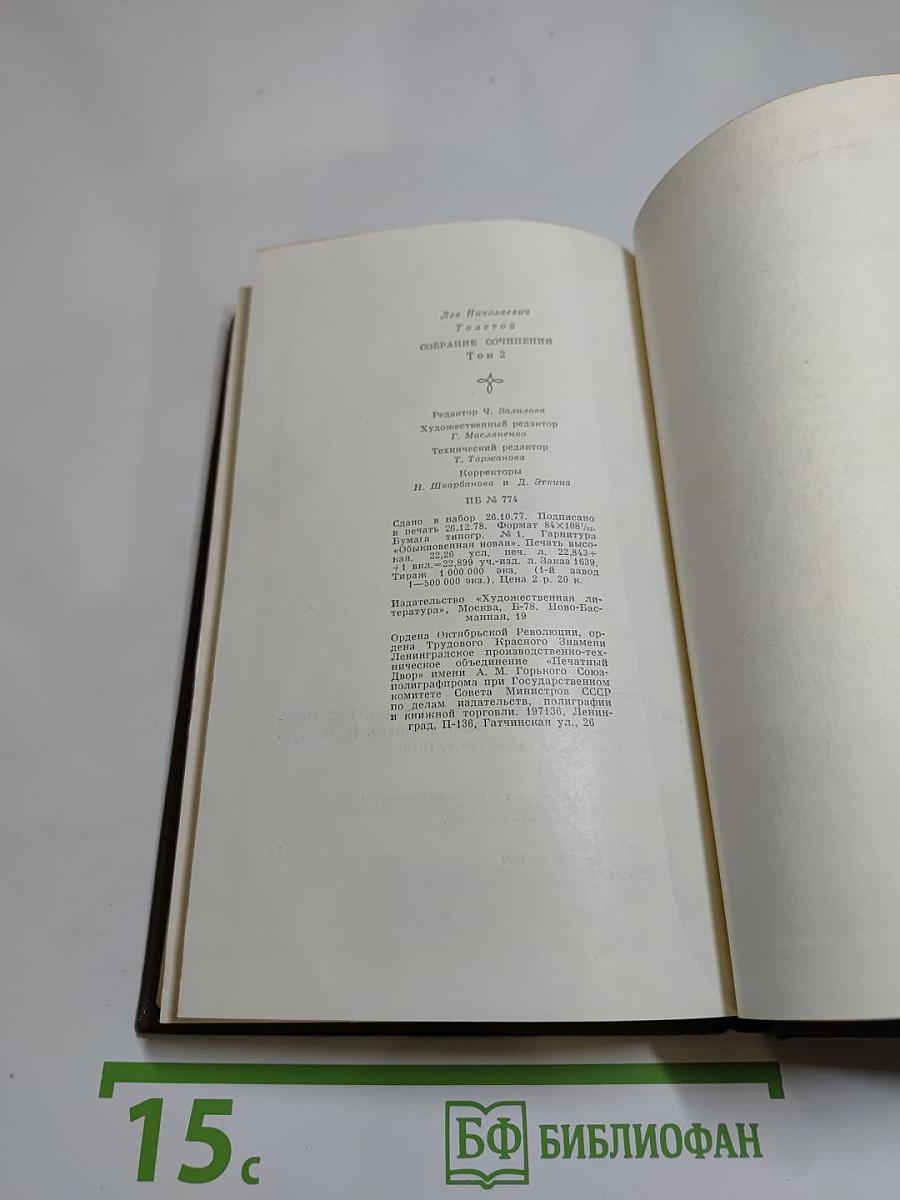 Лев Николаевич
Толстой
СОБРАНИЕ СОЧИНЕНИЙ
Том 2
Редактор Ч. Залилова
Художественный редактор
Г. Масляненко
Технический редактор
Т. Таржанова
Корректоры
Н. Шкарбанова и Д. Эткина
ИБ № 774
Сдано в набор 26.10.77. Подписано
в печать 26.12.78. Формат 84×108¹/₃₂.
Бумага типогр. № 1. Гарнитура
«Обыкновенная новая». Печать высо-
кая. 22,26 усл. печ. л. 22,843+
+1 вкл.=22,899 уч.-изд. л. Заказ 1639.
Тираж 1 000 000 экз. (1-й завод
1—500 000 экз.). Цена 2 р. 20 к.
Издательство «Художественная ли-
тература», Москва, Б-78, Ново-Бас-
манная, 19
Ордена Октябрьской Революции, ор-
дена Трудового Красного Знамени
Ленинградское производственно-тех-
ническое объединение «Печатный
Двор» имени А. М. Горького Союз-
полиграфпрома при Государственном
комитете Совета Министров СССР
по делам издательств, полиграфии
и книжной торговли. 197136, Ленин-
град, П-136, Гатчинская ул., 26
15 с
БФ БИБЛИОФАН